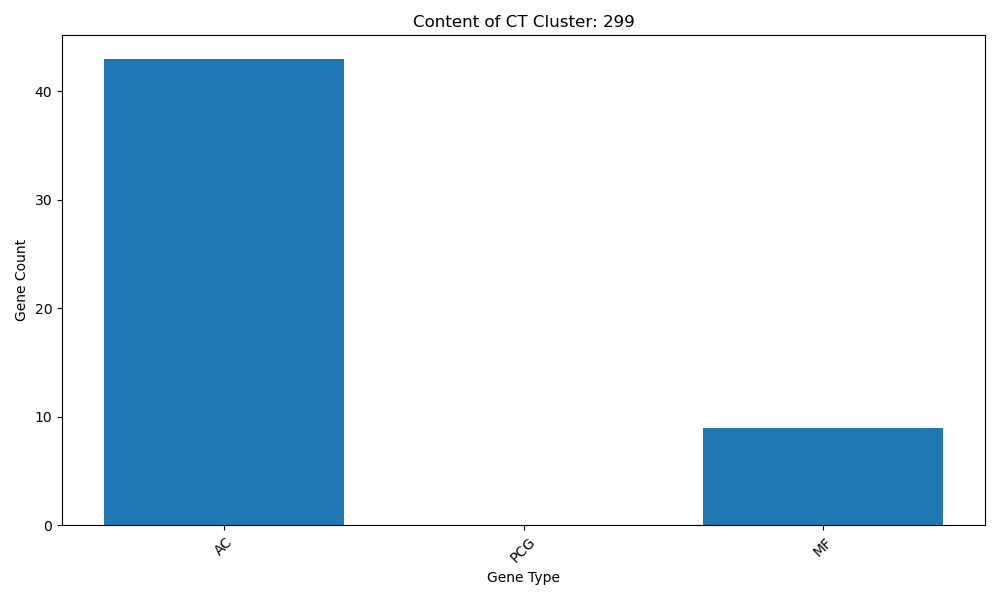 Content of CT Cluster: 299
Gene Count
40
30
20
10
0
AC
PCG
MF
Gene Type